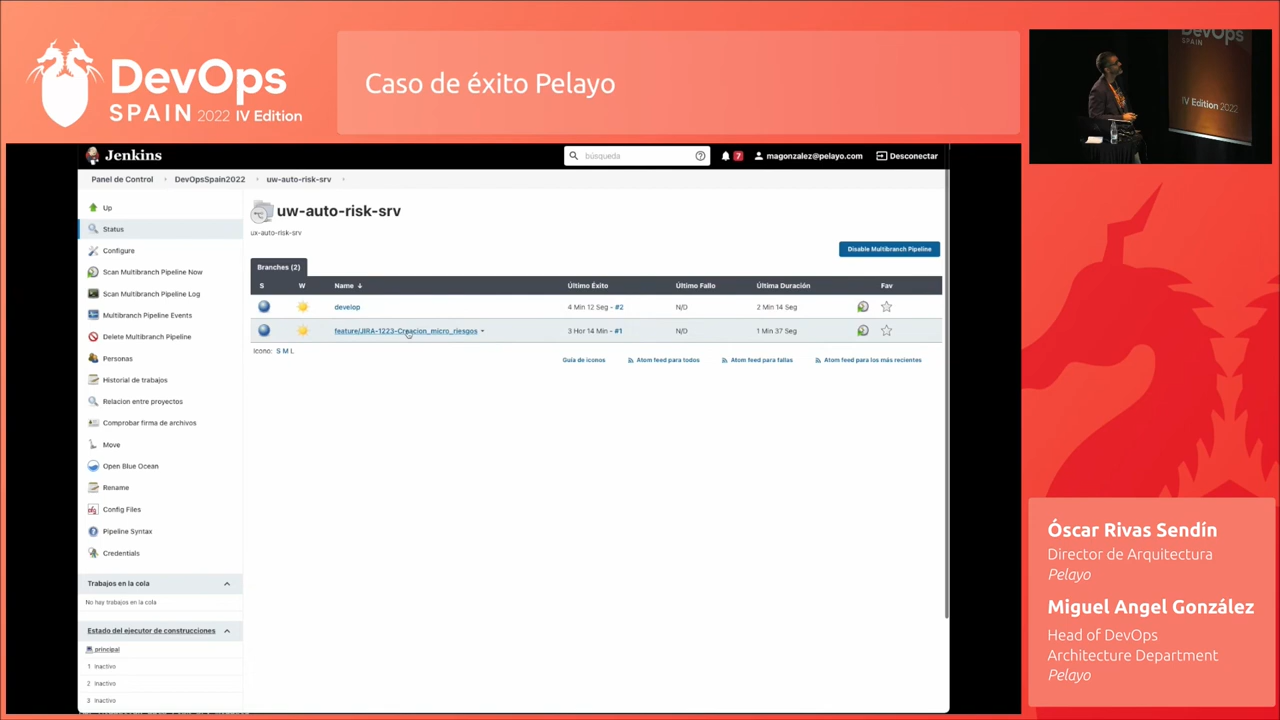 DevOps
SPAIN 2022 IV Edition
Caso de éxito Pelayo
DevOps
SPAIN
IV Edition 2022
Jenkins
búsqueda
7
magonzalez@pelayo.com
Desconectar
Panel de Control
DevOpsSpain2022
uw-auto-risk-srv
Up
Status
Configure
Scan Multibranch Pipeline Now
Scan Multibranch Pipeline Log
Multibranch Pipeline Events
Delete Multibranch Pipeline
Personas
Historial de trabajos
Relacion entre proyectos
Comprobar firma de archivos
Move
Open Blue Ocean
Rename
Config Files
Pipeline Syntax
Credentials
Trabajos en la cola
No hay trabajos en la cola
Estado del ejecutor de construcciones
principal
1 Inactivo
2 Inactivo
3 Inactivo
uw-auto-risk-srv
ux-auto-risk-srv
Disable Multibranch Pipeline
Branches (2)
S W Name ↓ Último Éxito Último Fallo Última Duración Fav
develop 4 Min 12 Seg - #2 N/D 2 Min 14 Seg
feature/JIRA-1223-Creacion_micro_riesgos 3 Hor 14 Min - #1 N/D 1 Min 37 Seg
Icono: S M L
Guía de iconos
Atom feed para todos
Atom feed para fallas
Atom feed para los más recientes
Óscar Rivas Sendín
Director de Arquitectura
Pelayo
Miguel Angel González
Head of DevOps
Architecture Department
Pelayo